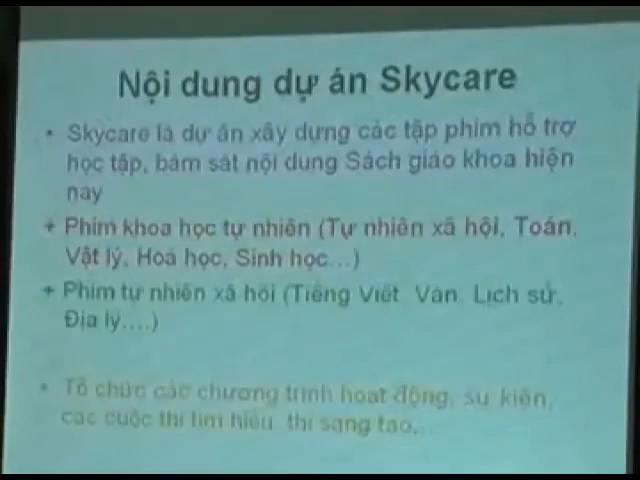 Nội dung dự án Skycare
• Skycare là dự án xây dựng các tập phim hỗ trợ
học tập, bám sát nội dung Sách giáo khoa hiện
nay
+ Phim khoa học tự nhiên (Tự nhiên xã hội, Toán,
Vật lý, Hoá học, Sinh học...)
+ Phim tự nhiên xã hội (Tiếng Việt, Văn, Lịch sử,
Địa lý....)
• Tổ chức các chương trình hoạt động, sự kiện,
các cuộc thi tìm hiểu, thi sáng tạo,...